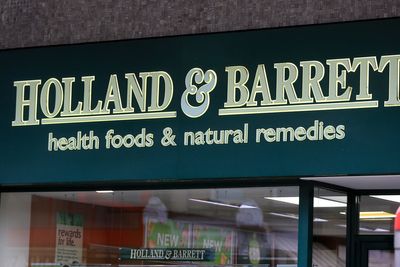 HOLLAND & BARRETT
health foods & natural remedies
rewards
for life.
NEW
NEW
HOLLAND & BARRETT